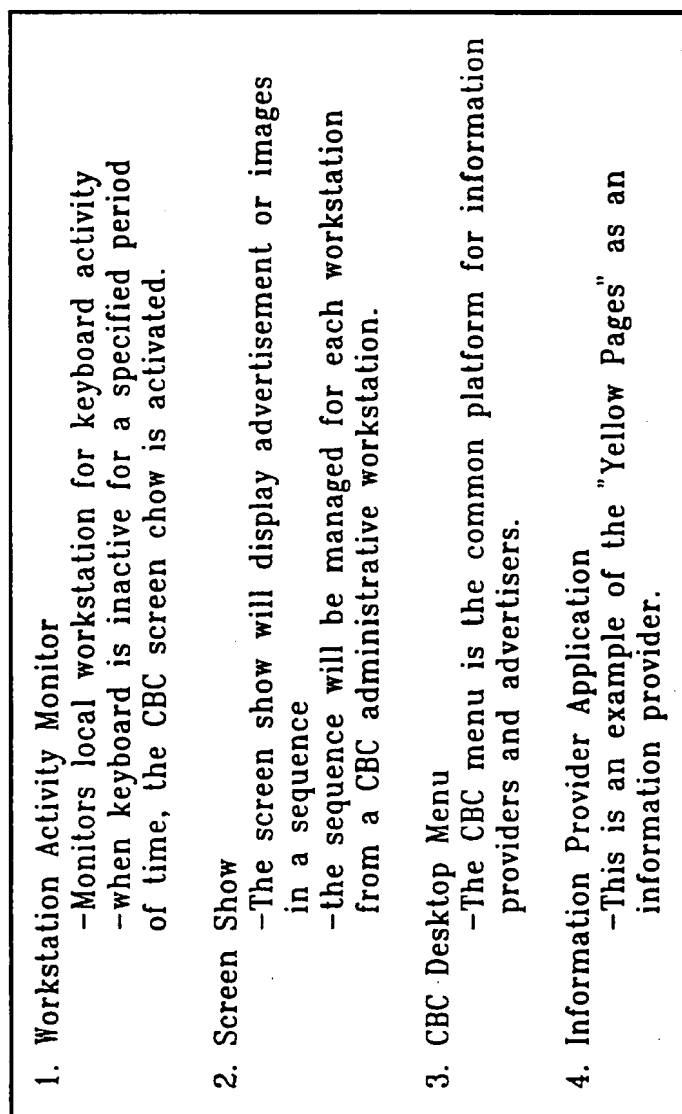 1. Workstation Activity Monitor
-Monitors local workstation for keyboard activity
-when keyboard is inactive for a specified period
of time, the CBC screen chow is activated.
2. Screen Show
-The screen show will display advertisement or images
in a sequence
-the sequence will be managed for each workstation
from a CBC administrative workstation.
3. CBC Desktop Menu
-The CBC menu is the common platform for information
providers and advertisers.
4. Information Provider Application
-This is an example of the "Yellow Pages" as an
information provider.